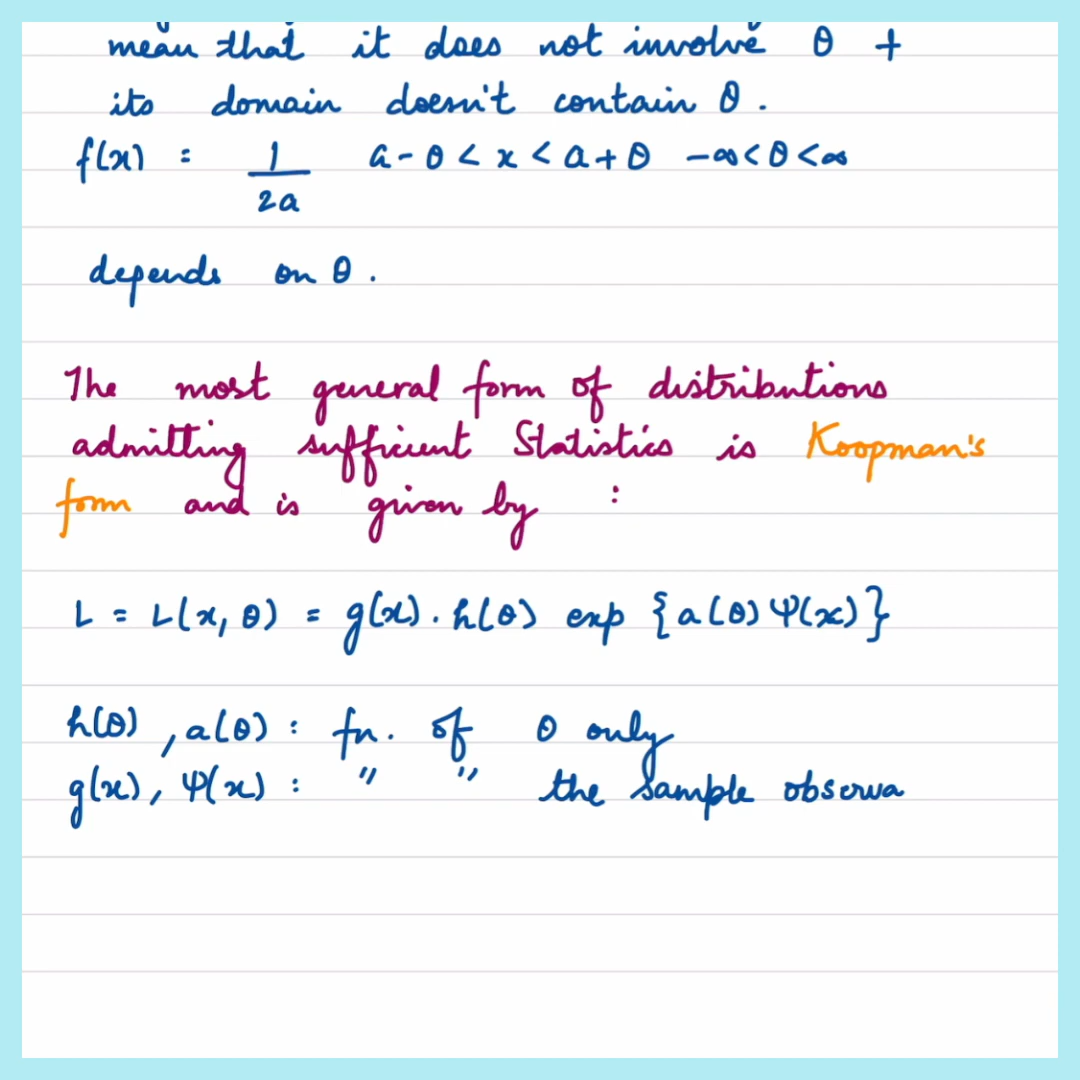 mean that it does not involve θ +
its domain doesn't contain θ.
f(x) = 1/2a a-θ < x < a+θ -∞<θ<∞
depends on θ.
The most general form of distributions
admitting sufficient Statistics is Koopman's
form and is given by :
L = L(x, θ) = g(x). h(θ) exp {a(θ) Ψ(x)}
h(θ), a(θ) : fn. of θ only
g(x), Ψ(x) : " " the sample observa